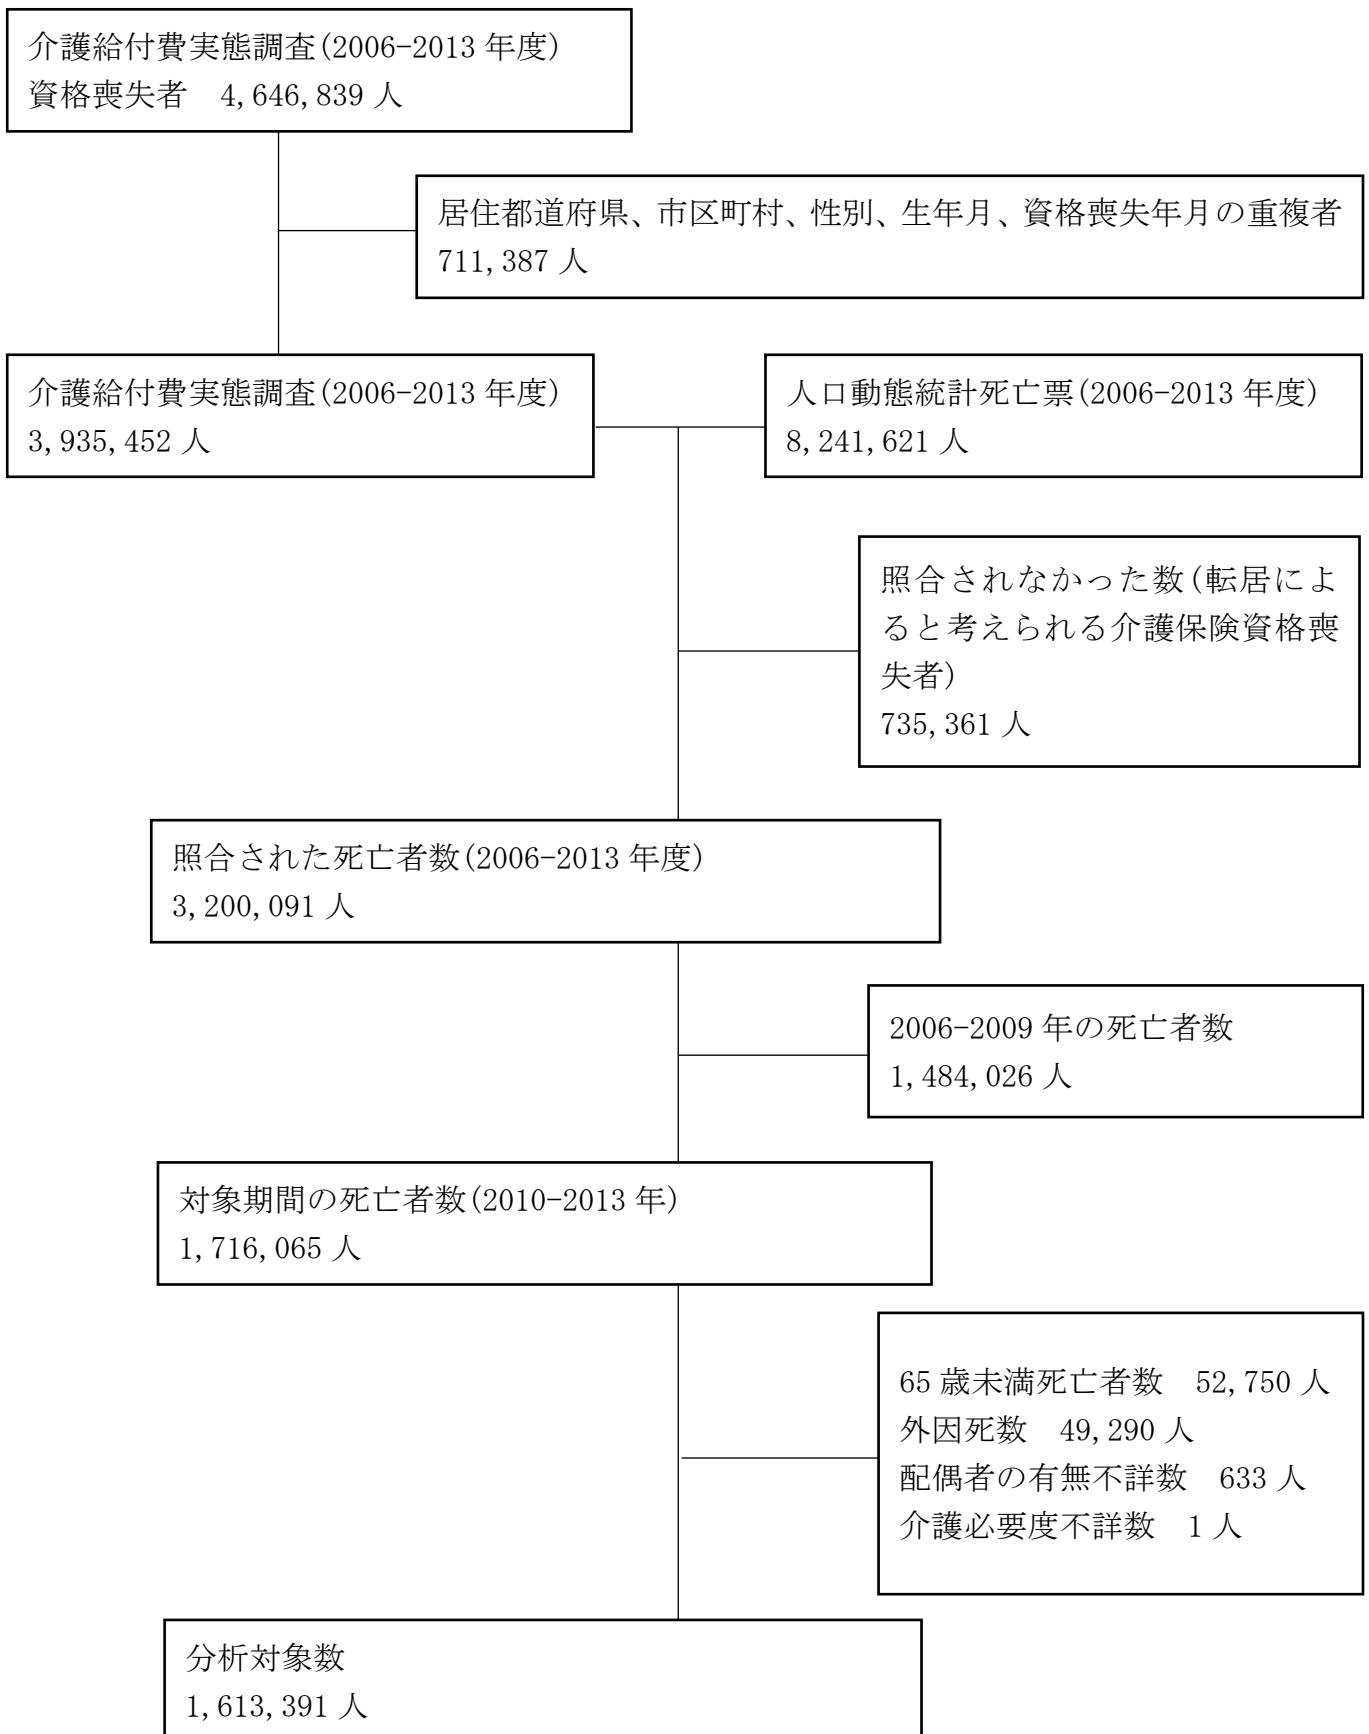 介護給付費実態調査(2006-2013 年度)
資格喪失者　4,646,839 人
居住都道府県、市区町村、性別、生年月、資格喪失年月の重複者
711,387 人
介護給付費実態調査(2006-2013 年度)
3,935,452 人
人口動態統計死亡票(2006-2013 年度)
8,241,621 人
照合されなかった数(転居によ
ると考えられる介護保険資格喪
失者)
735,361 人
照合された死亡者数(2006-2013 年度)
3,200,091 人
2006-2009 年の死亡者数
1,484,026 人
対象期間の死亡者数(2010-2013 年)
1,716,065 人
65 歳未満死亡者数　52,750 人
外因死数　49,290 人
配偶者の有無不詳数　633 人
介護必要度不詳数　1 人
分析対象数
1,613,391 人